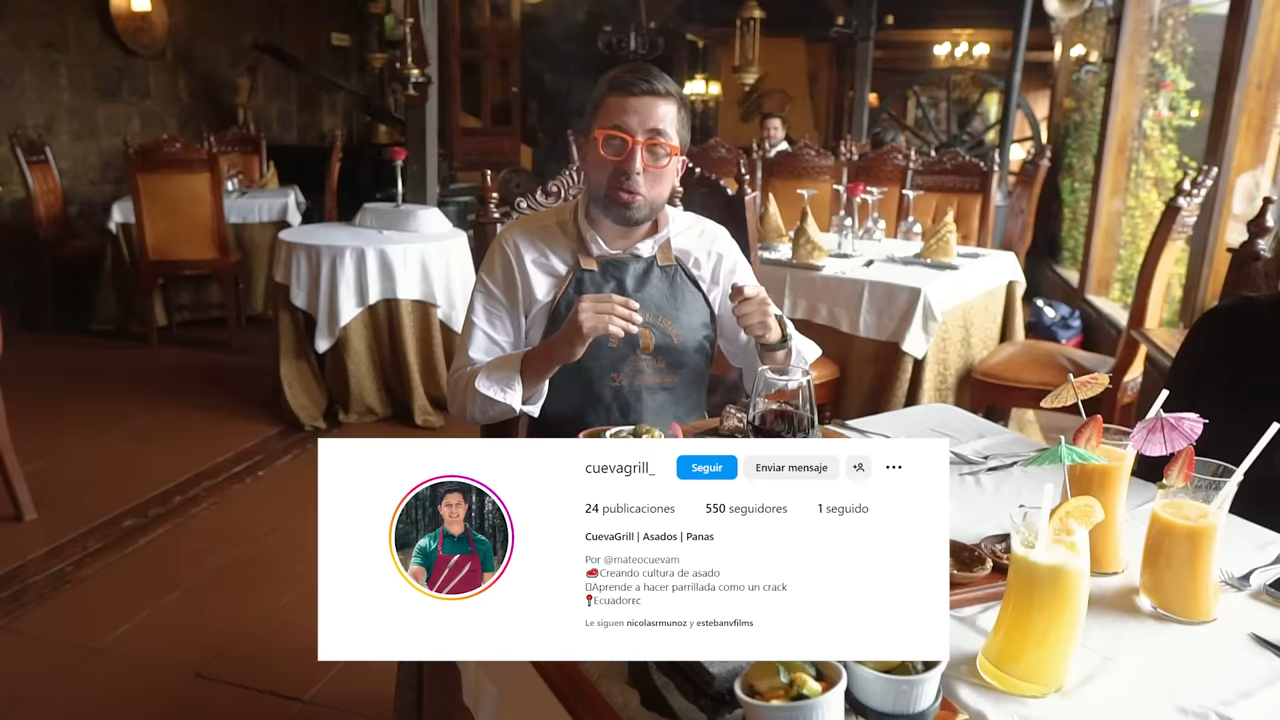 cuevagrill_ Seguir Enviar mensaje
24 publicaciones 550 seguidores 1 seguido
CuevaGrill | Asados | Panas
Por @mateocuevam
🥩Creando cultura de asado
Aprende a hacer parrillada como un crack
📍Ecuador🇪🇨
Le siguen nicolasrmunoz y estebanvfilms